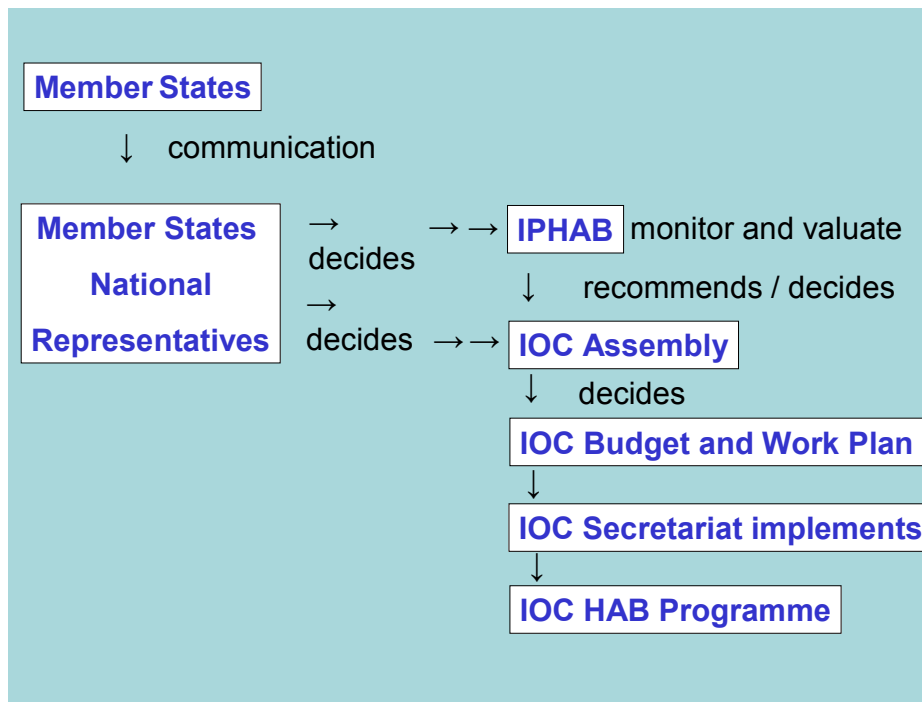 Member States
↓ communication
Member States → →→ IPHAB monitor and valuate
decides
National ↓ recommends / decides
→
Representatives decides →→ IOC Assembly
↓ decides
IOC Budget and Work Plan
↓
IOC Secretariat implements
↓
IOC HAB Programme